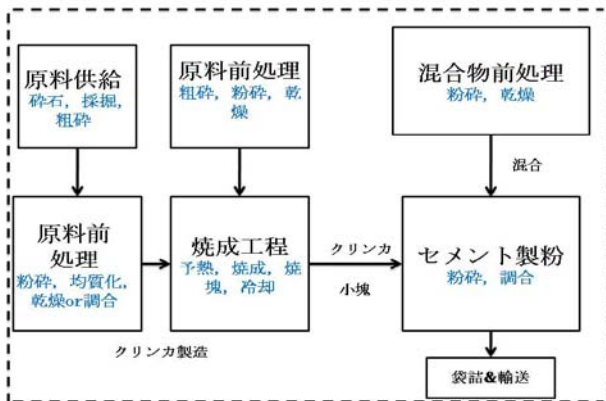 原料供給
砕石, 採掘,
粗砕
原料前処理
粗砕, 粉砕, 乾
燥
混合物前処理
粉砕, 乾燥
混合
原料前
処理
粉砕, 均質化,
乾燥or調合
焼成工程
予熱, 焼成, 焼
塊, 冷却
クリンカ
小塊
セメント製粉
粉砕, 調合
クリンカ製造
袋詰&輸送